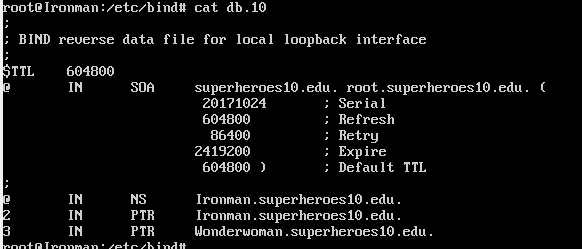 root@Ironman:/etc/bind# cat db.10
;
; BIND reverse data file for local loopback interface
;
$TTL 604800
@ IN SOA superheroes10.edu. root.superheroes10.edu. (
20171024 ; Serial
604800 ; Refresh
86400 ; Retry
2419200 ; Expire
604800 ) ; Default TTL
;
@ IN NS Ironman.superheroes10.edu.
2 IN PTR Ironman.superheroes10.edu.
3 IN PTR Wonderwoman.superheroes10.edu.
root@Ironman:/etc/bind#